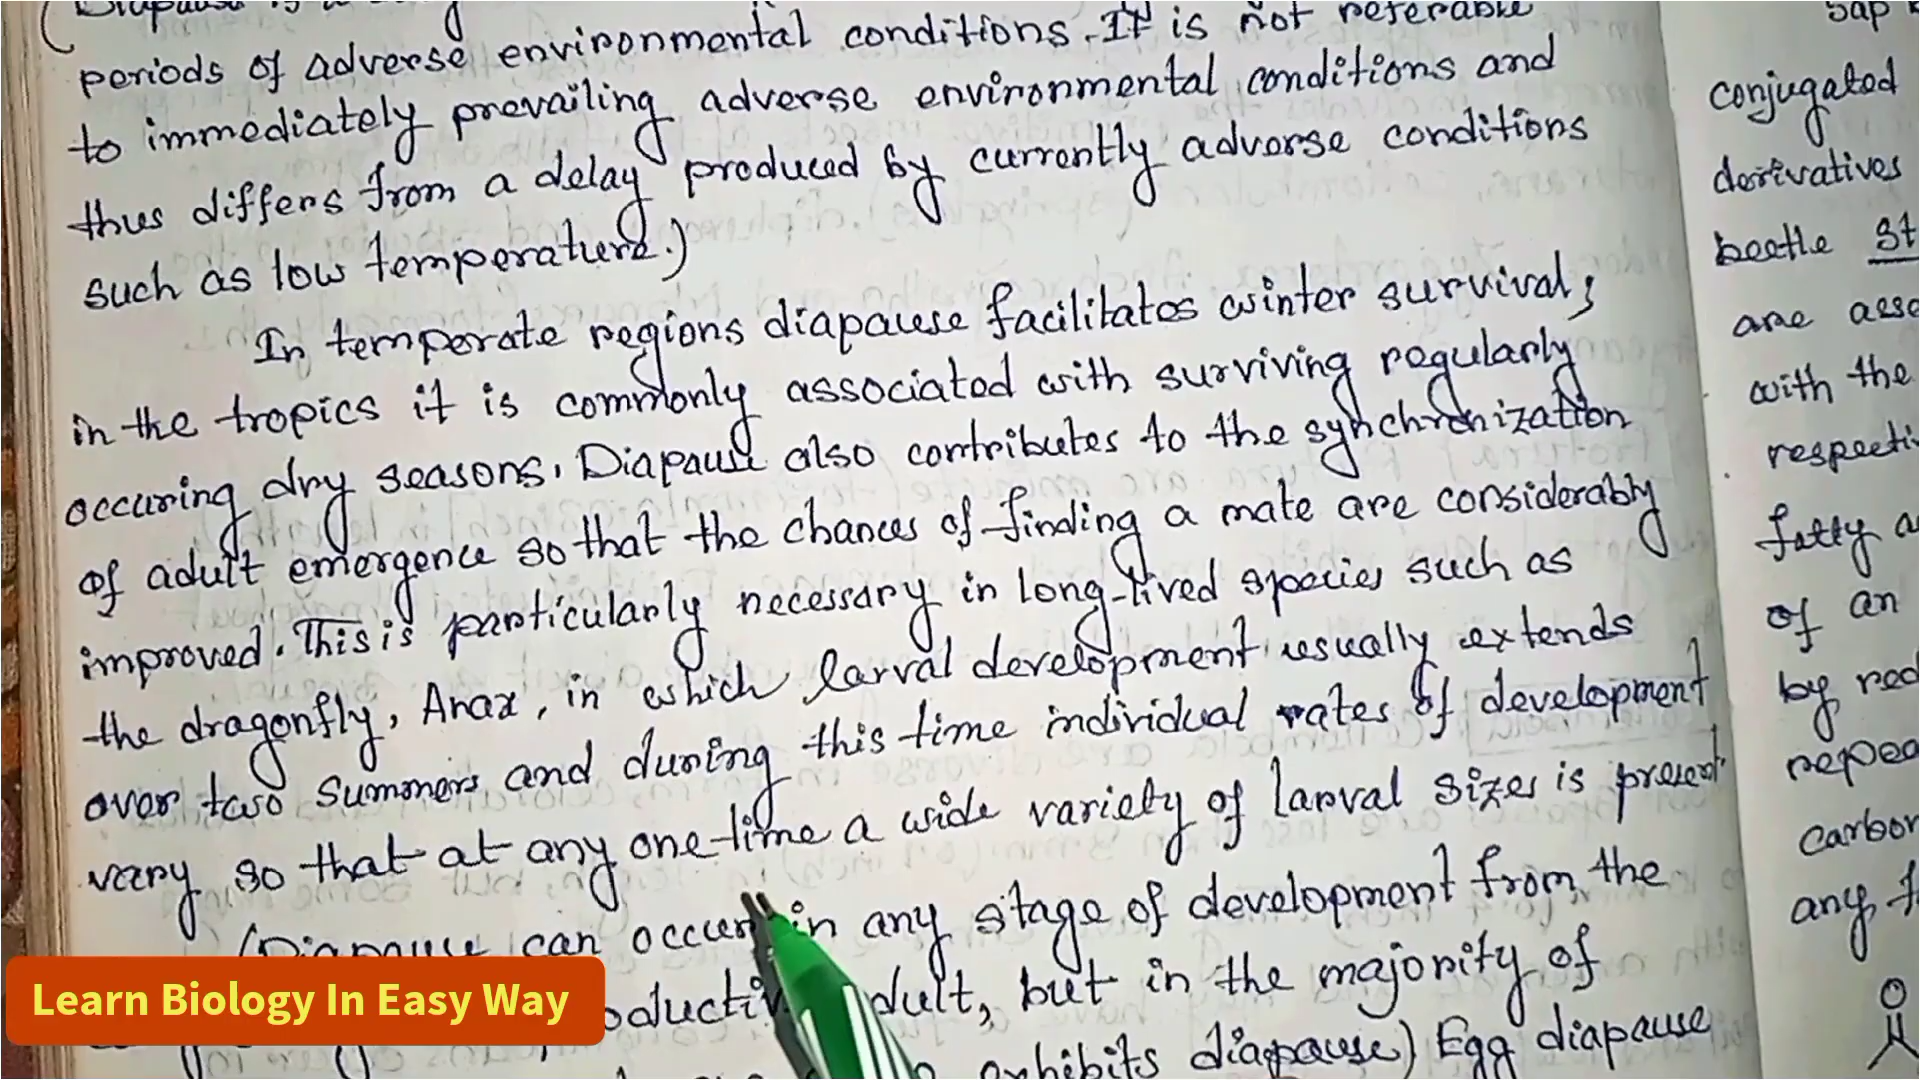 periods of adverse environmental conditions. It is not referable
to immediately prevailing adverse environmental conditions and
thus differs from a delay produced by currently adverse conditions
such as low temperature.)
In temperate regions diapause facilitates winter survival;
in the tropics it is commonly associated with surviving regularly
occuring dry seasons. Diapause also contributes to the synchronization
of adult emergence so that the chances of finding a mate are considerably
improved. This is particularly necessary in long-lived species such as
the dragonfly, Anax, in which larval development usually extends
over two summers and during this time individual rates of development
vary so that at any one time a wide variety of larval sizes is present
(Diapause can occur in any stage of development from the
dult, but in the majority of
exhibits diapause) Egg diapause
Sap
conjugated
derivatives
beetle St
are asso
with the
respecti
fatty a
of an
by red
repea
carbon
any f
O
Learn Biology In Easy Way